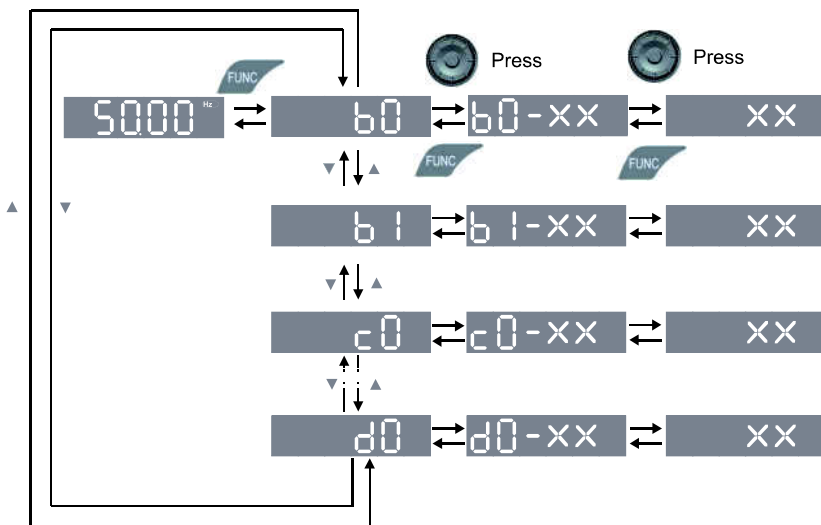 Press
Press
FUNC
50.00 Hz
b0
b0-XX
XX
FUNC
FUNC
▼ ▲
▲ ▼
b1
b1-XX
XX
▼ ▲
c0
c0-XX
XX
▼ ▲
d0
d0-XX
XX